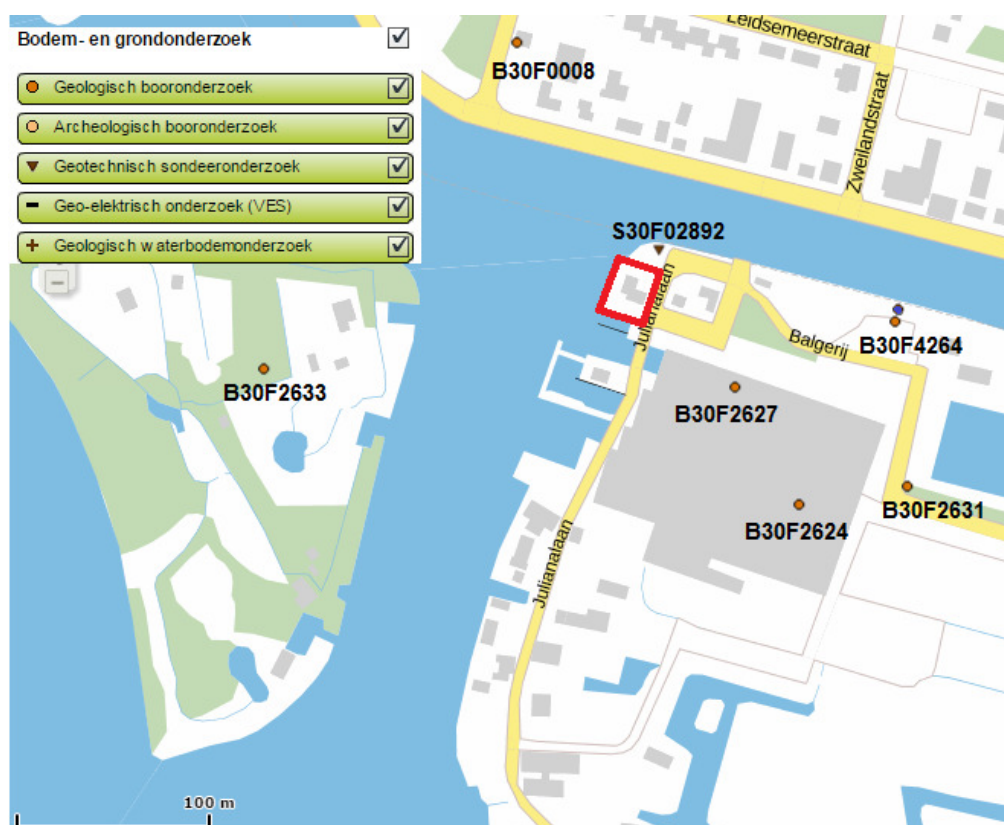 Bodem- en grondonderzoek
Geologisch booronderzoek
Archeologisch booronderzoek
Geotechnisch sondeeronderzoek
Geo-elektrisch onderzoek (VES)
Geologisch waterbodemonderzoek
Leidsemeerstraat
B30F0008
Zweilandstraat
S30F02892
Julianalaan
B30F4264
Balgerij
B30F2633
B30F2627
B30F2631
B30F2624
Julianalaan
100 m